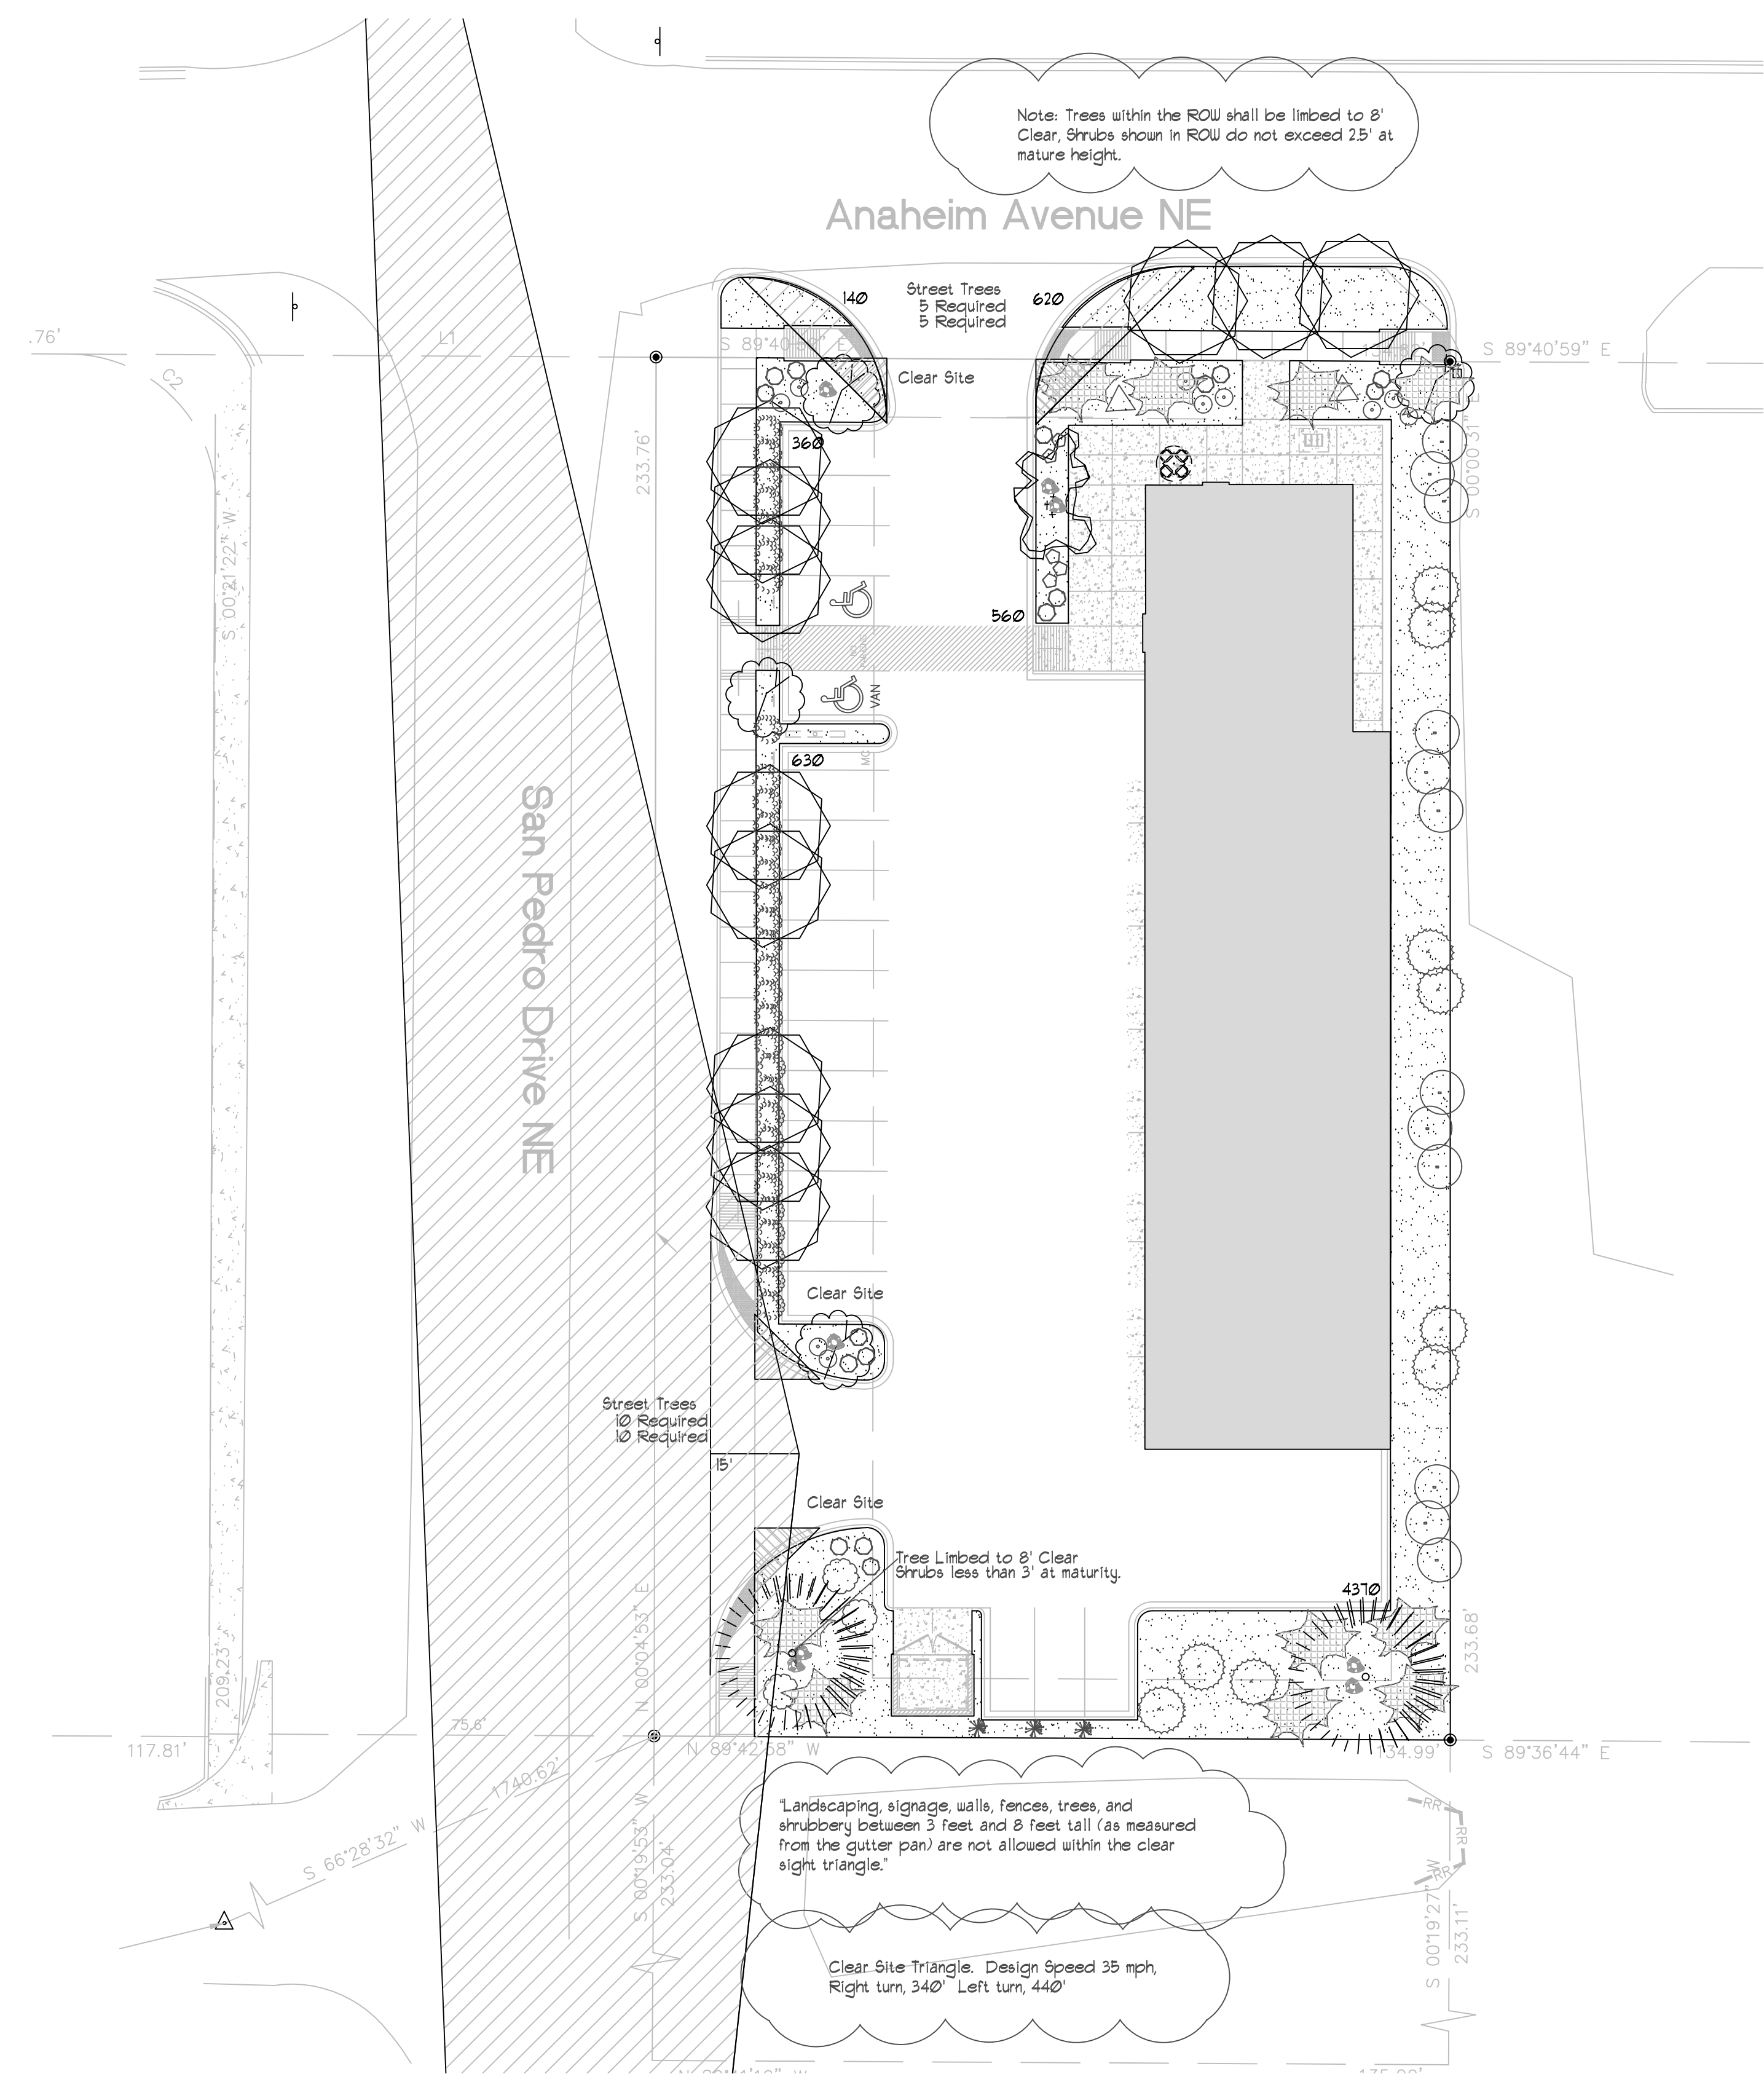 Note: Trees within the ROW shall be limbed to 8'
Clear, Shrubs shown in ROW do not exceed 2.5' at
mature height.
Anaheim Avenue NE
Street Trees
5 Required
5 Required
140
620
.76'
L1
C2
S 89°40' E
S 89°40'59" E
Clear Site
233.76'
360
S 00°00'31" E
S 00°21'22" W
560
VAN
630
MC
San Pedro Drive NE
Clear Site
Street Trees
10 Required
10 Required
15'
Clear Site
Tree Limbed to 8' Clear
Shrubs less than 3' at maturity.
4370
N 00°04'53" E
209.23'
233.68'
75.6'
117.81'
N 89°42'58" W
134.99'
S 89°36'44" E
1740.62'
S 66°28'32" W
"Landscaping, signage, walls, fences, trees, and
shrubbery between 3 feet and 8 feet tall (as measured
from the gutter pan) are not allowed within the clear
sight triangle."
RR
RR
RR
S 00°19'53" W
233.04'
S 00°19'27" W
233.11'
Clear Site Triangle. Design Speed 35 mph,
Right turn, 340' Left turn, 440'